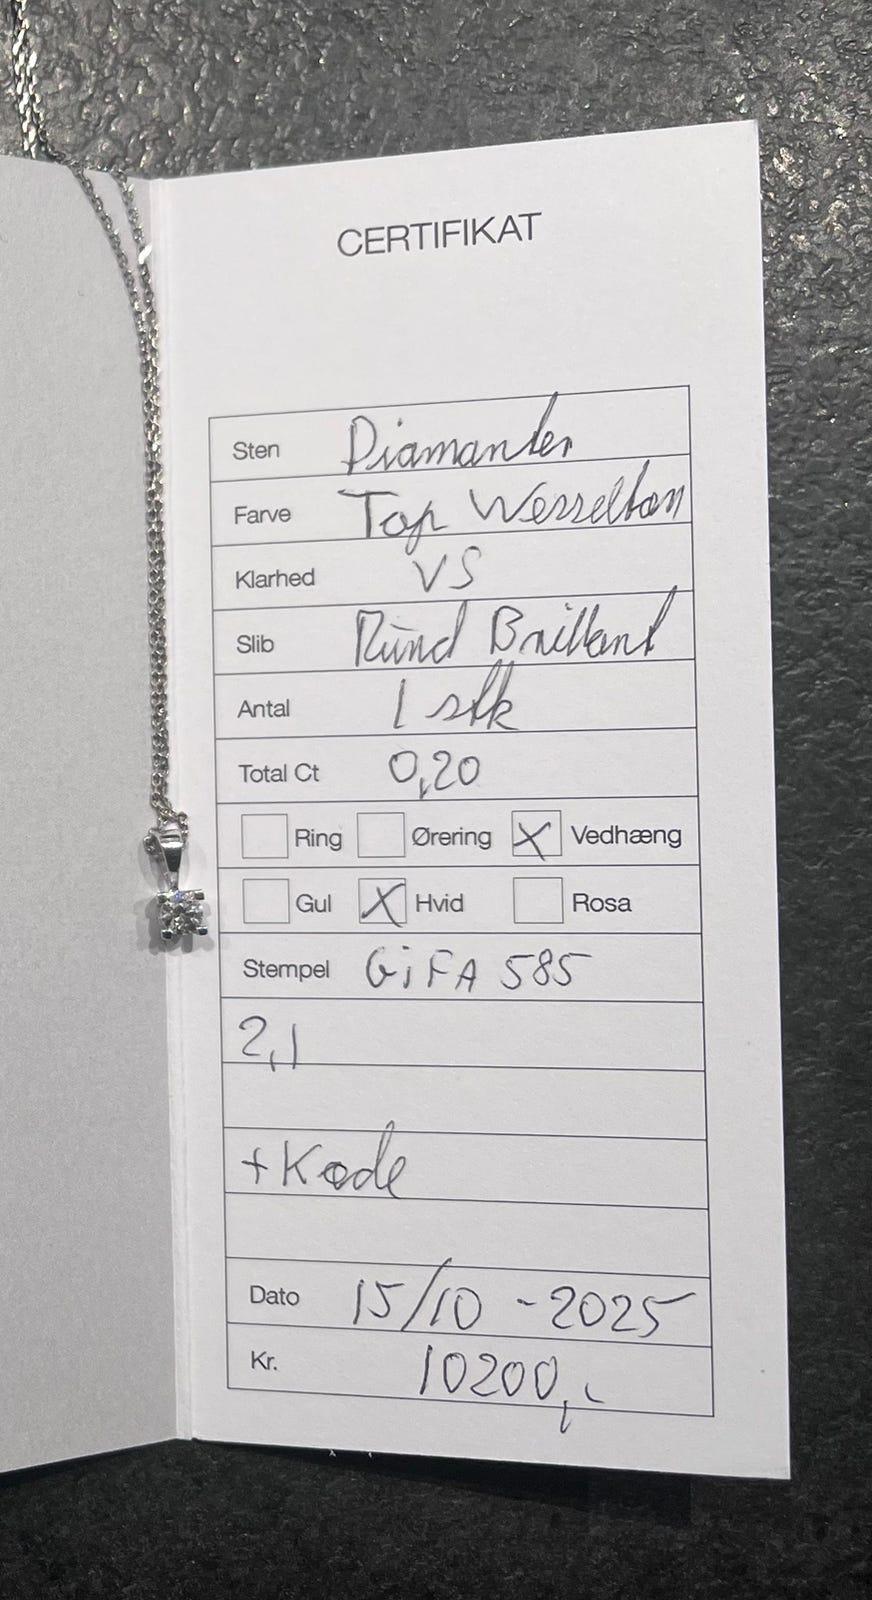 CERTIFIKAT
Sten Diamanter
Farve Top Wesselton
Klarhed VS
Slib Rund Brillant
Antal 1 stk
Total Ct 0,20
Ring Ørering X Vedhæng
Gul X Hvid Rosa
Stempel GiFA 585
2,1
+Kæde
Dato 15/10 - 2025
Kr. 10200,-